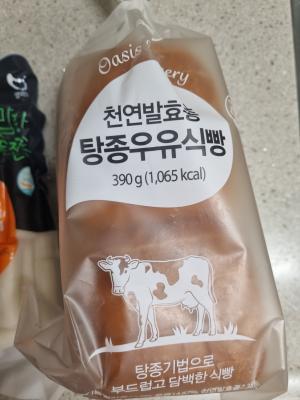 Oasis
천연발효종
탕종우유식빵
390 g (1,065 kcal)
탕종기법으로
부드럽고 담백한 식빵